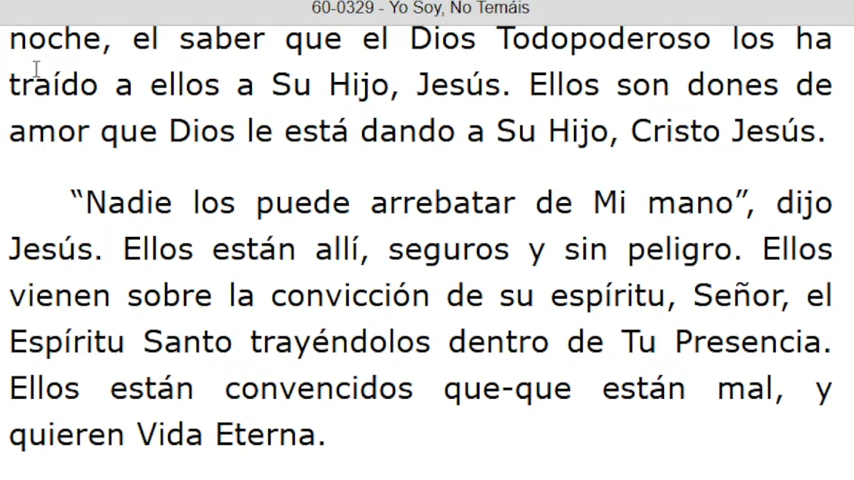 60-0329 - Yo Soy, No Temáis
noche, el saber que el Dios Todopoderoso los ha
traído a ellos a Su Hijo, Jesús. Ellos son dones de
amor que Dios le está dando a Su Hijo, Cristo Jesús.
“Nadie los puede arrebatar de Mi mano”, dijo
Jesús. Ellos están allí, seguros y sin peligro. Ellos
vienen sobre la convicción de su espíritu, Señor, el
Espíritu Santo trayéndolos dentro de Tu Presencia.
Ellos están convencidos que-que están mal, y
quieren Vida Eterna.